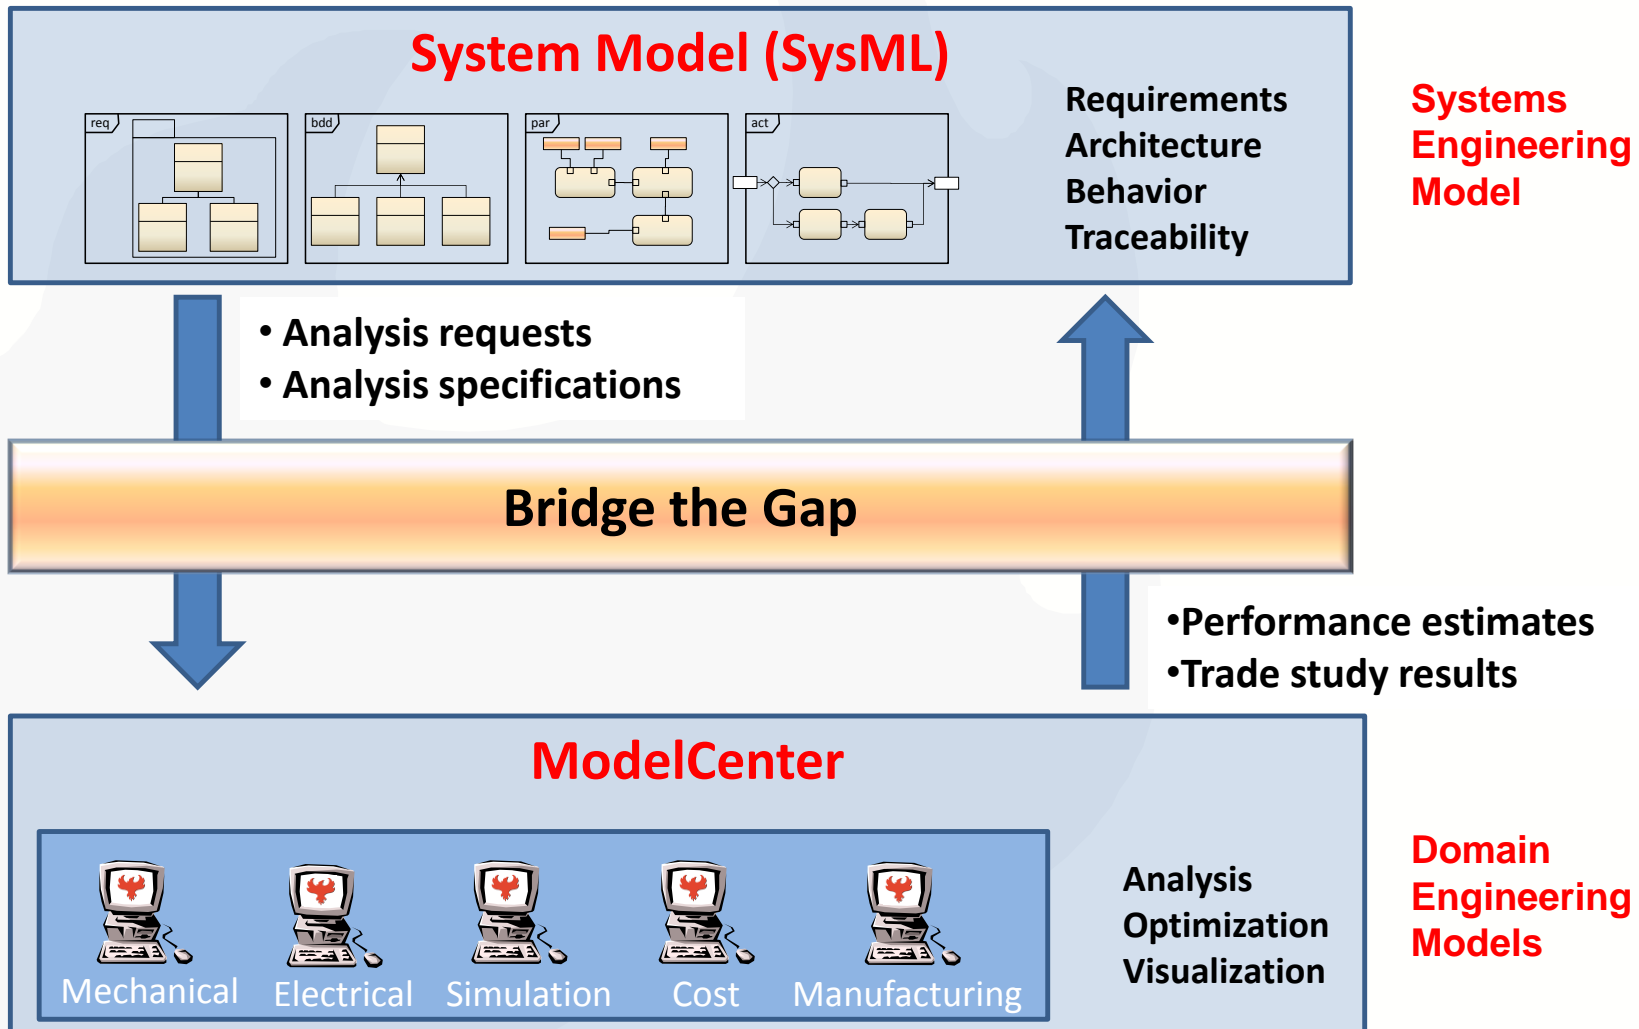 System Model (SysML)
req
bdd
par
act
Requirements
Architecture
Behavior
Traceability
Systems
Engineering
Model
• Analysis requests
• Analysis specifications
Bridge the Gap
•Performance estimates
•Trade study results
ModelCenter
Mechanical
Electrical
Simulation
Cost
Manufacturing
Analysis
Optimization
Visualization
Domain
Engineering
Models